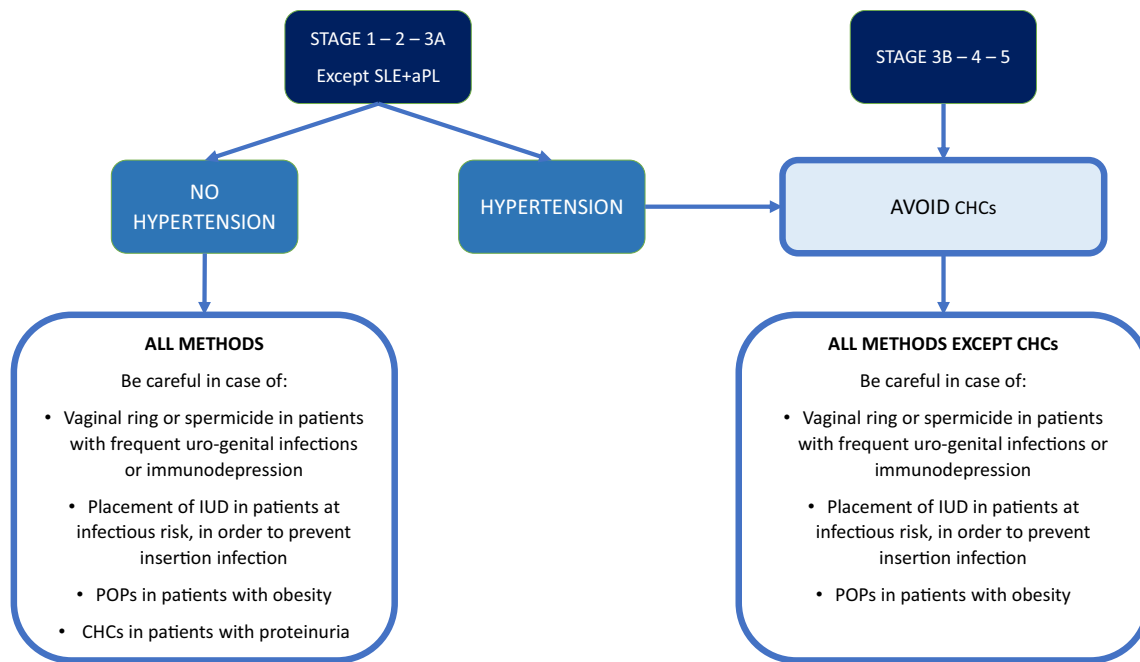 STAGE 1 – 2 – 3A
Except SLE+aPL
STAGE 3B – 4 – 5
NO
HYPERTENSION
HYPERTENSION
AVOID CHCs
ALL METHODS
Be careful in case of:
• Vaginal ring or spermicide in patients
with frequent uro-genital infections
or immunodepression
• Placement of IUD in patients at
infectious risk, in order to prevent
insertion infection
• POPs in patients with obesity
• CHCs in patients with proteinuria
ALL METHODS EXCEPT CHCs
Be careful in case of:
• Vaginal ring or spermicide in patients
with frequent uro-genital infections or
immunodepression
• Placement of IUD in patients at
infectious risk, in order to prevent
insertion infection
• POPs in patients with obesity